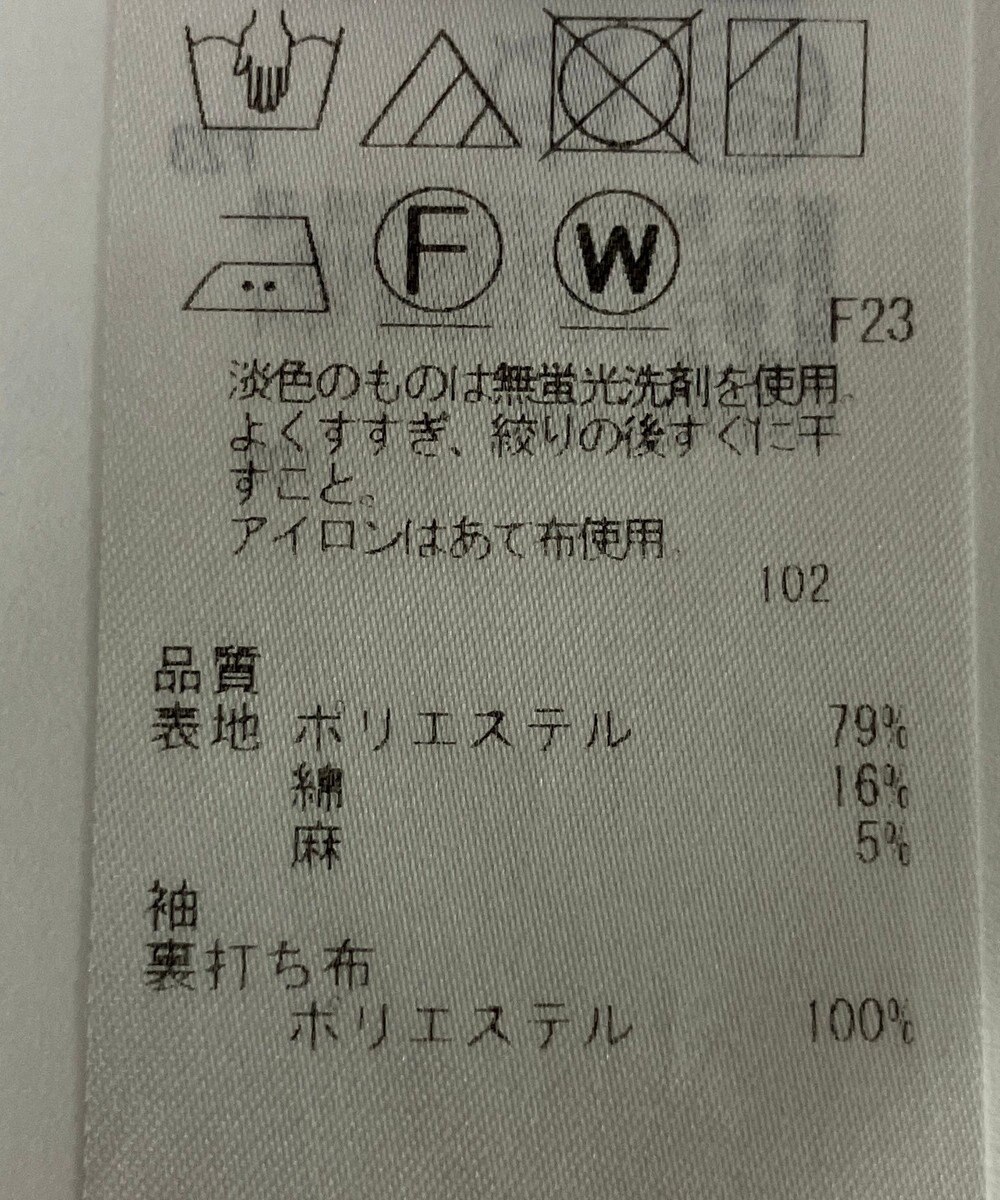 F W
F23
淡色のものは無蛍光洗剤を使用。
よくすすぎ、絞りの後すぐに干
すこと。
アイロンはあて布使用。
102
品質
表地 ポリエステル 79%
綿 16%
麻 5%
袖
裏打ち布
ポリエステル 100%